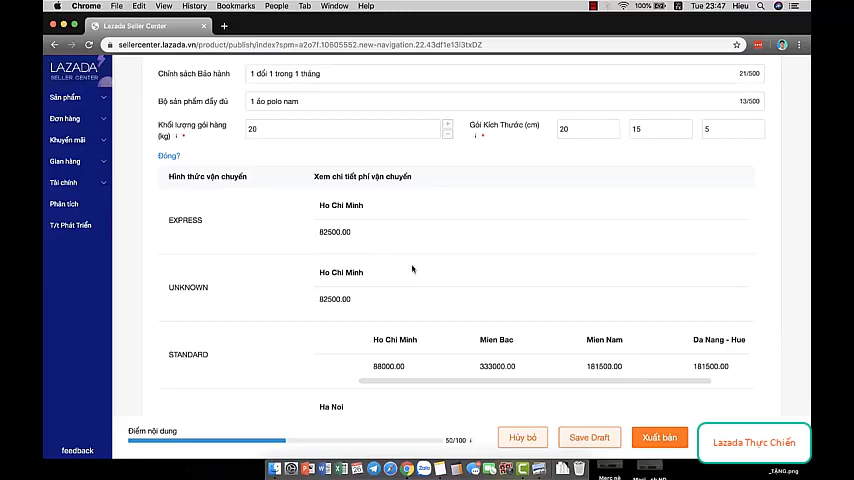 Chrome File Edit View History Bookmarks People Tab Window Help 100% Tue 23:47 Hieu
Lazada Seller Center
sellercenter.lazada.vn/product/publish/index?spm=a2o7f.10605552.new-navigation.22.43df1e13l3txDZ
LAZADA
SELLER CENTER
Sản phẩm
Đơn hàng
Khuyến mãi
Gian hàng
Tài chính
Phân tích
T/t Phát Triển
feedback
Chính sách Bảo hành 1 đổi 1 trong 1 tháng 21/500
Bộ sản phẩm đầy đủ 1 áo polo nam 13/500
Khối lượng gói hàng (kg) i * 20 Gói Kích Thước (cm) i * 20 15 5
Đóng?
Hình thức vận chuyển Xem chi tiết phí vận chuyển
Ho Chi Minh
EXPRESS
82500.00
Ho Chi Minh
UNKNOWN
82500.00
Ho Chi Minh Mien Bac Mien Nam Da Nang - Hue
STANDARD
88000.00 333000.00 181500.00 181500.00
Ha Noi
Điểm nội dung
50/100 i
Hủy bỏ Save Draft Xuất bản
Lazada Thực Chiến
Zalo
_TẢNG.png